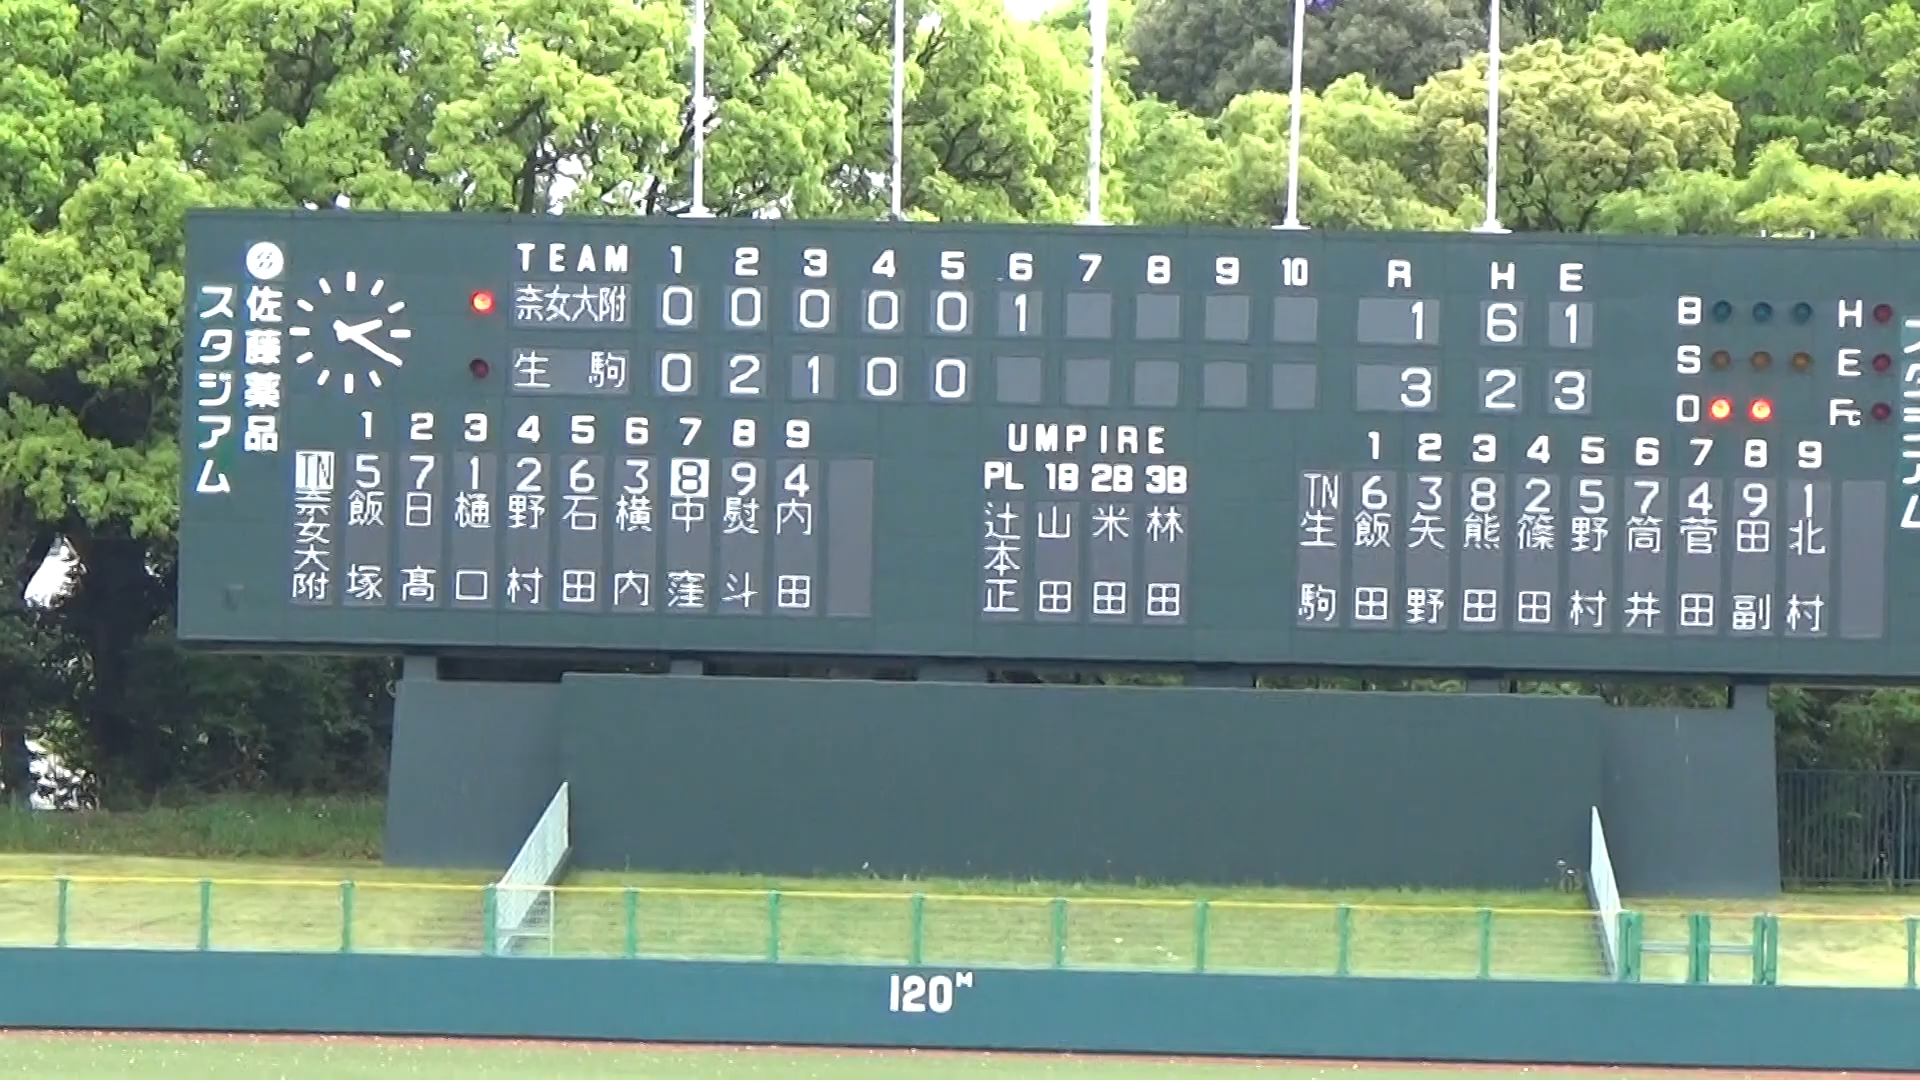 佐藤薬品
スタジアム
TEAM 1 2 3 4 5 6 7 8 9 10 R H E
奈女大附 0 0 0 0 0 1 1 6 1
生駒 0 2 1 0 0 3 2 3
B H
S E
O Fc
1 2 3 4 5 6 7 8 9
IN 5 7 1 2 6 3 8 9 4
奈女大附 飯塚 日髙 樋口 野村 石田 横内 中窪 熨斗 内田
UMPIRE
PL 1B 2B 3B
辻本正 山田 米田 林田
1 2 3 4 5 6 7 8 9
IN 6 3 8 2 5 7 4 9 1
生駒 飯田 矢野 熊田 篠田 野村 筒井 菅田 田副 北村
120M